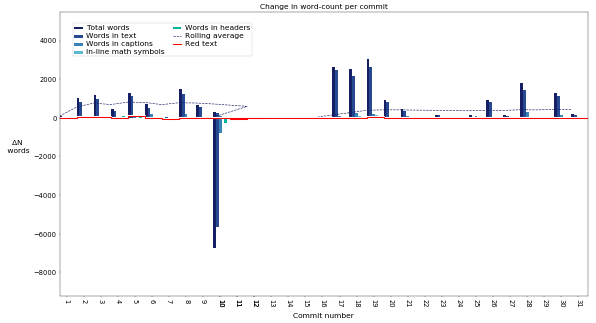 Change in word-count per commit
Total words
Words in text
Words in captions
in-line math symbols
Words in headers
Rolling average
Red text
4000
2000
0
−2000
−4000
−6000
−8000
ΔN
words
1 2 3 4 5 6 7 8 9 10 11 12 13 14 15 16 17 18 19 20 21 22 23 24 25 26 27 28 29 30 31
Commit number